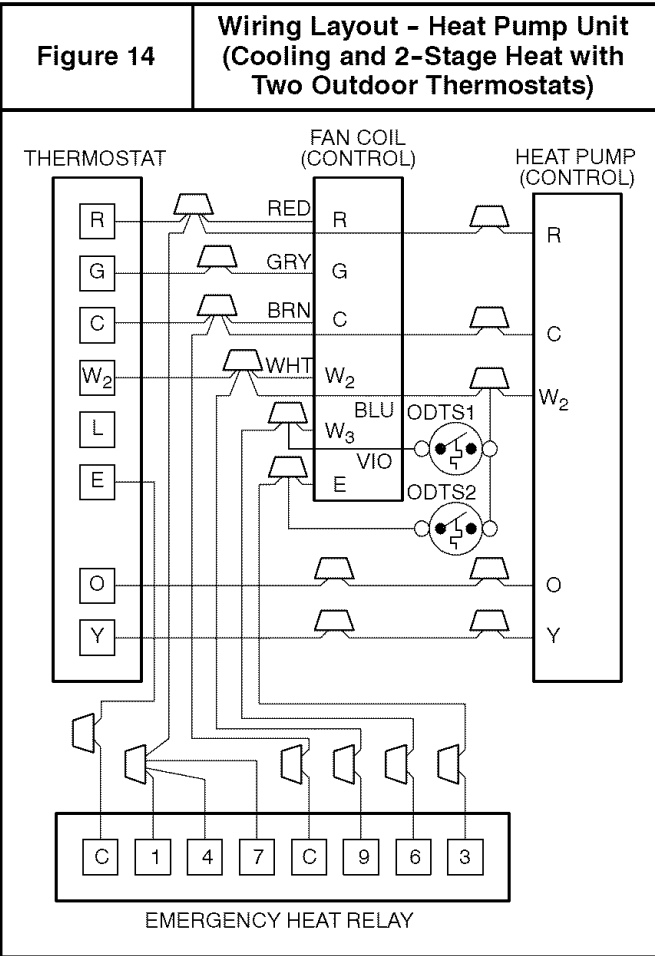 Figure 14
Wiring Layout - Heat Pump Unit
(Cooling and 2-Stage Heat with
Two Outdoor Thermostats)
THERMOSTAT
FAN COIL
(CONTROL)
HEAT PUMP
(CONTROL)
R
RED
R
R
G
GRY
G
C
BRN
C
C
W2
WHT
W2
W2
L
BLU
W3
ODTS1
VIO
E
E
ODTS2
O
O
Y
Y
C 1 4 7 C 9 6 3
EMERGENCY HEAT RELAY